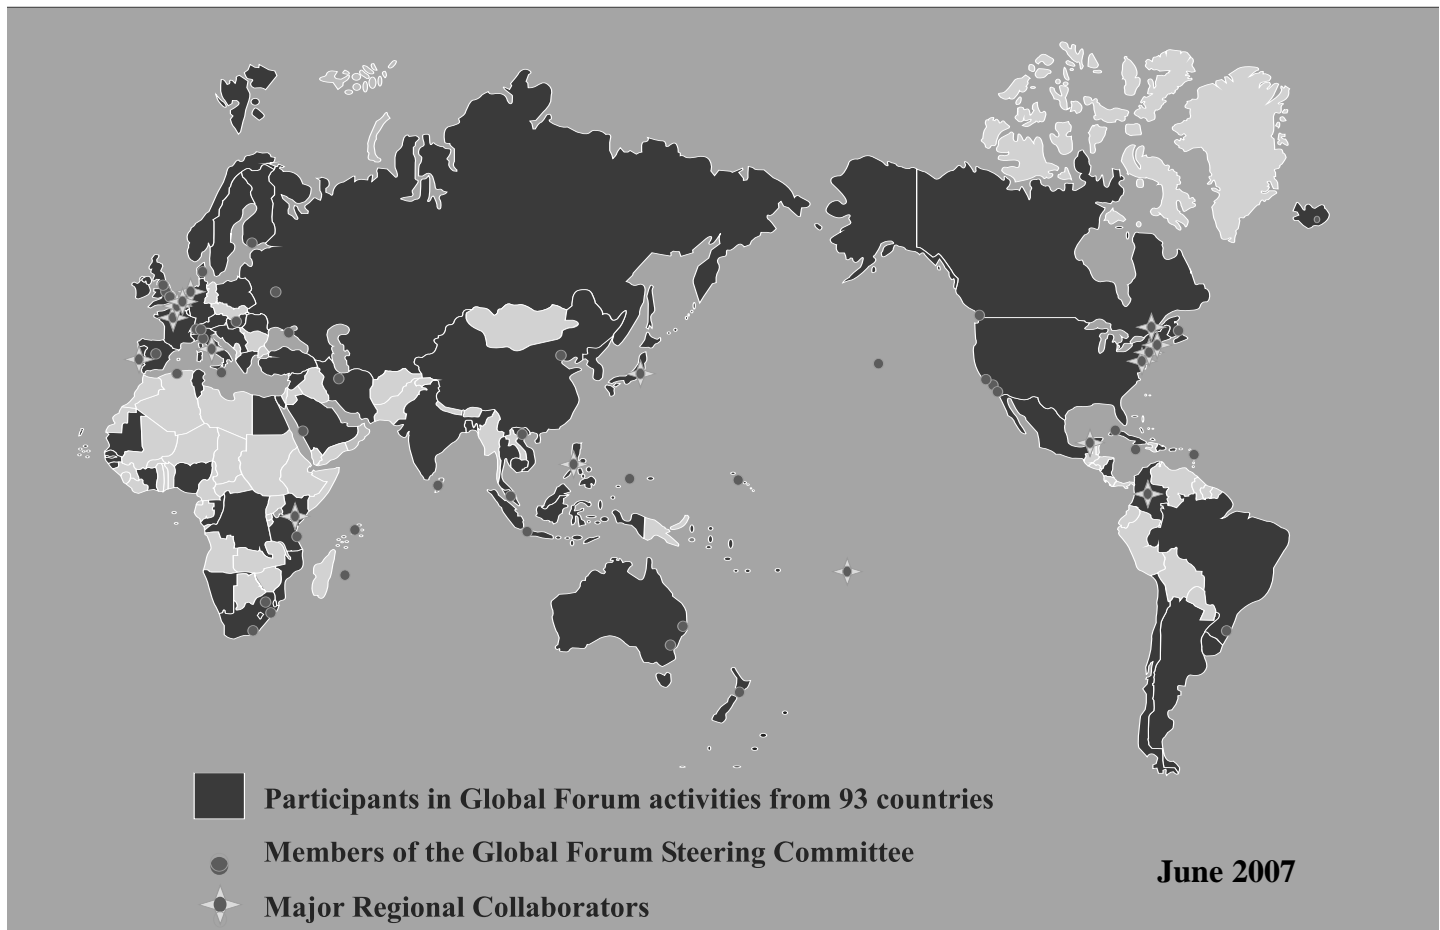 Participants in Global Forum activities from 93 countries
Members of the Global Forum Steering Committee
June 2007
Major Regional Collaborators